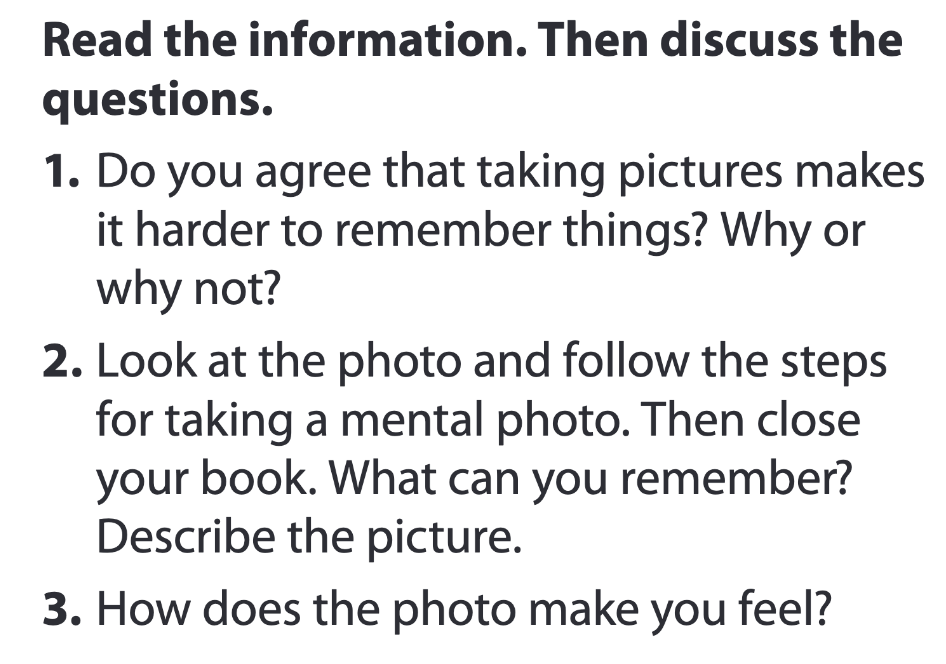 Read the information. Then discuss the
questions.
1. Do you agree that taking pictures makes
it harder to remember things? Why or
why not?
2. Look at the photo and follow the steps
for taking a mental photo. Then close
your book. What can you remember?
Describe the picture.
3. How does the photo make you feel?